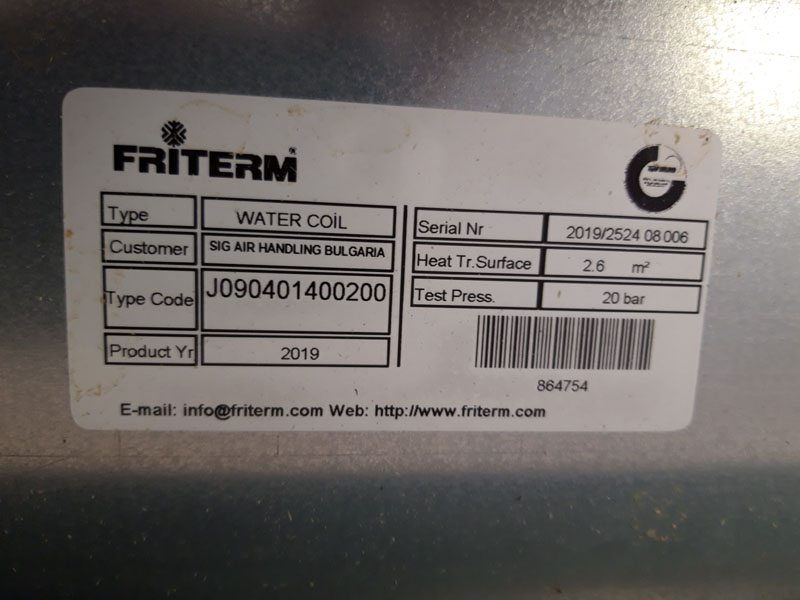 FRITERM
Type WATER COİL
Customer SIG AIR HANDLING BULGARIA
Type Code J090401400200
Product Yr 2019
Serial Nr 2019/2524 08 006
Heat Tr.Surface 2.6 m²
Test Press. 20 bar
864754
E-mail: info@friterm.com Web: http://www.friterm.com